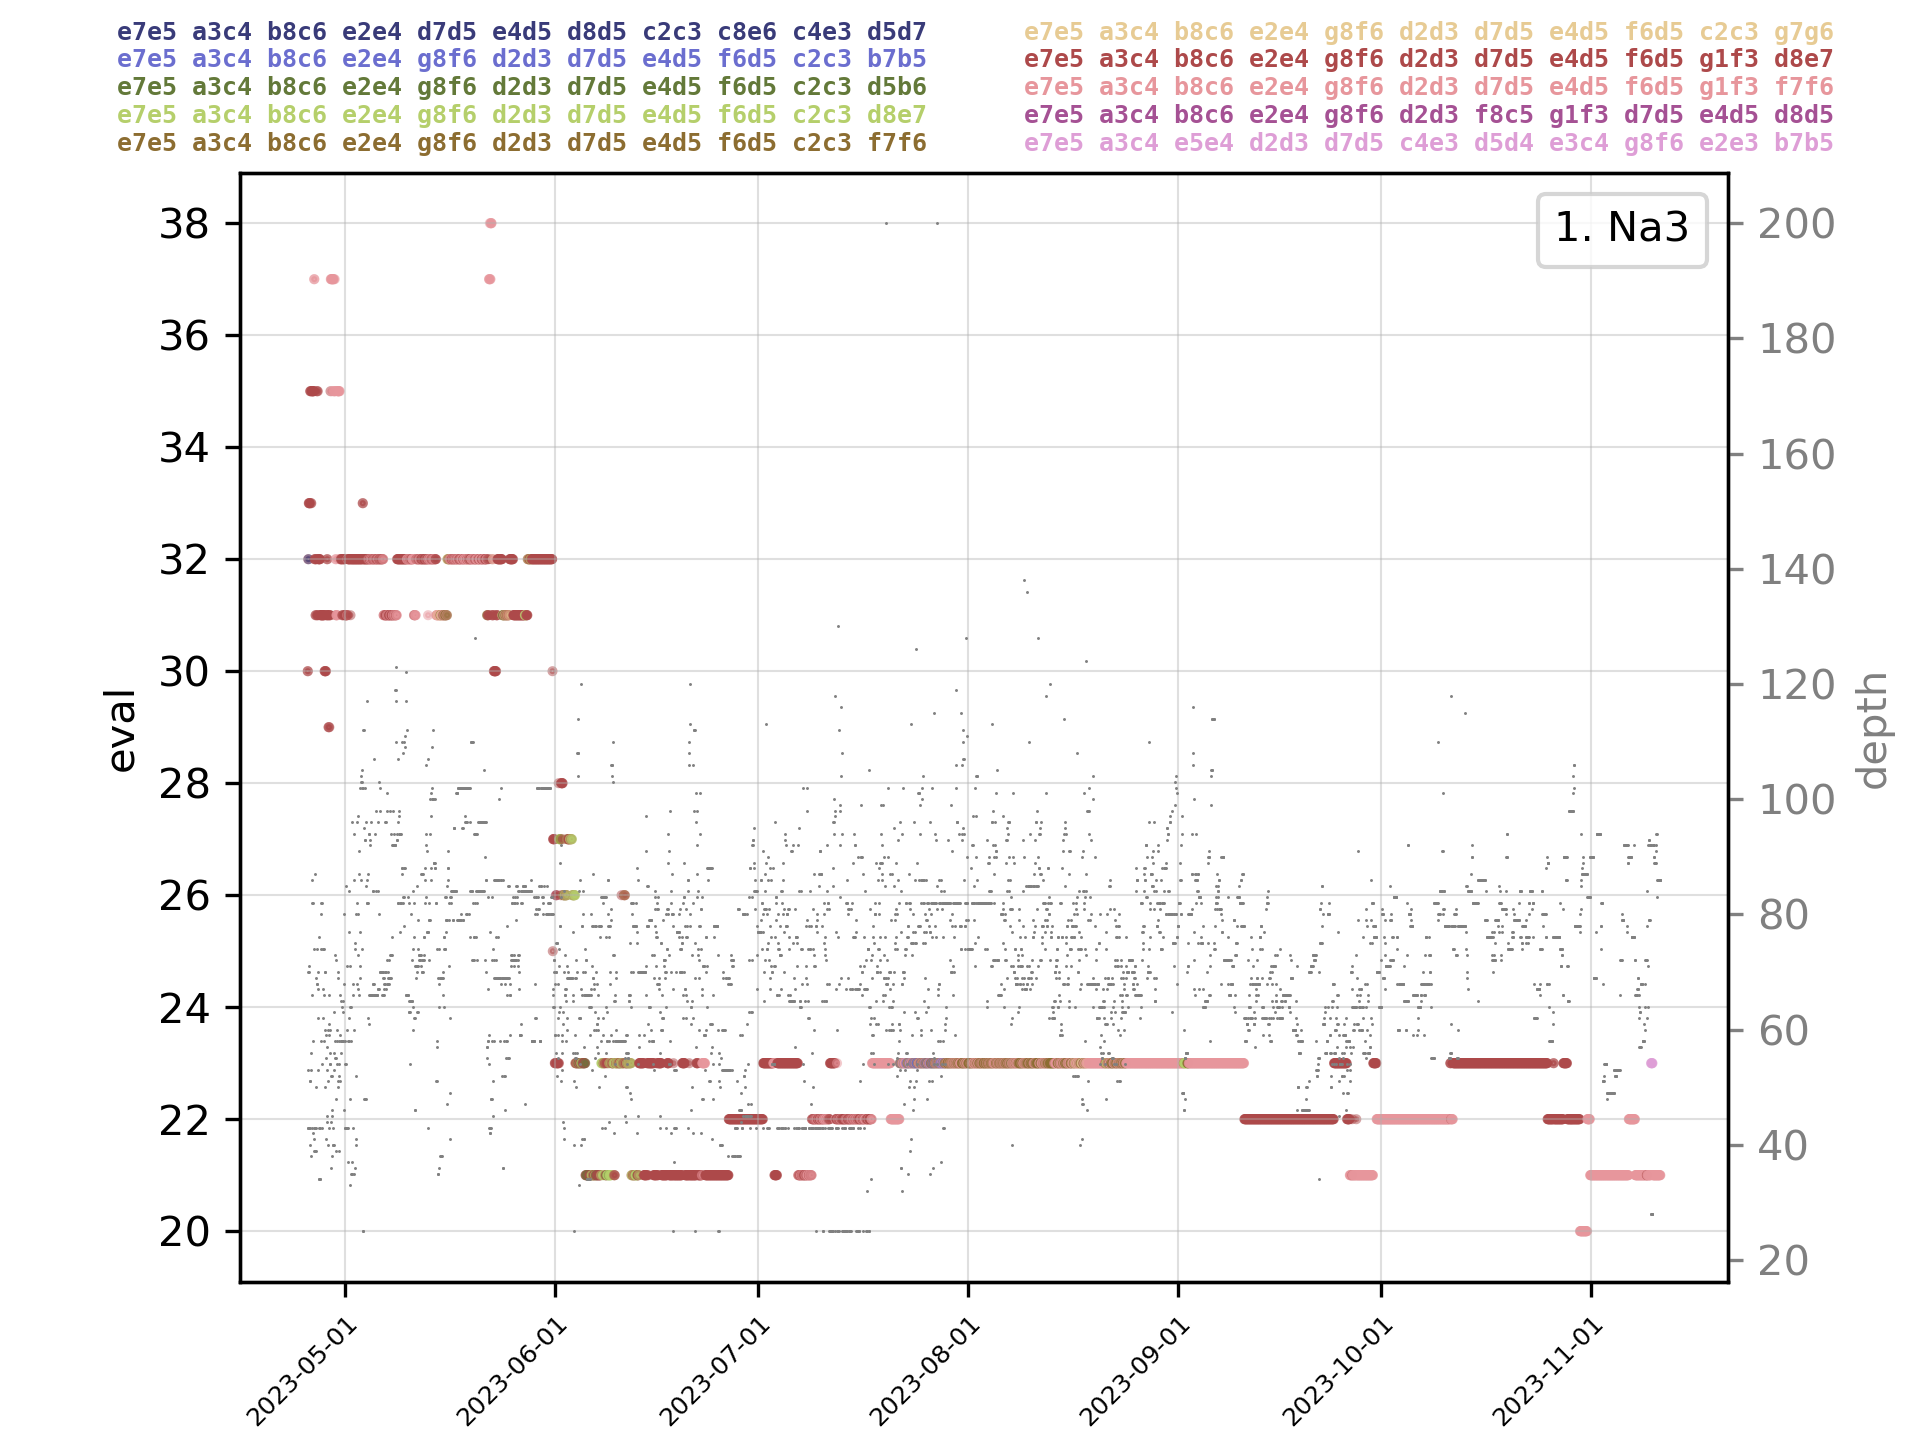 e7e5 a3c4 b8c6 e2e4 d7d5 e4d5 d8d5 c2c3 c8e6 c4e3 d5d7
e7e5 a3c4 b8c6 e2e4 g8f6 d2d3 d7d5 e4d5 f6d5 c2c3 b7b5
e7e5 a3c4 b8c6 e2e4 g8f6 d2d3 d7d5 e4d5 f6d5 c2c3 d5b6
e7e5 a3c4 b8c6 e2e4 g8f6 d2d3 d7d5 e4d5 f6d5 c2c3 d8e7
e7e5 a3c4 b8c6 e2e4 g8f6 d2d3 d7d5 e4d5 f6d5 c2c3 f7f6
e7e5 a3c4 b8c6 e2e4 g8f6 d2d3 d7d5 e4d5 f6d5 c2c3 g7g6
e7e5 a3c4 b8c6 e2e4 g8f6 d2d3 d7d5 e4d5 f6d5 g1f3 d8e7
e7e5 a3c4 b8c6 e2e4 g8f6 d2d3 d7d5 e4d5 f6d5 g1f3 f7f6
e7e5 a3c4 b8c6 e2e4 g8f6 d2d3 f8c5 g1f3 d7d5 e4d5 d8d5
e7e5 a3c4 e5e4 d2d3 d7d5 c4e3 d5d4 e3c4 g8f6 e2e3 b7b5
1. Na3
eval
38
36
34
32
30
28
26
24
22
20
depth
200
180
160
140
120
100
80
60
40
20
2023-05-01
2023-06-01
2023-07-01
2023-08-01
2023-09-01
2023-10-01
2023-11-01